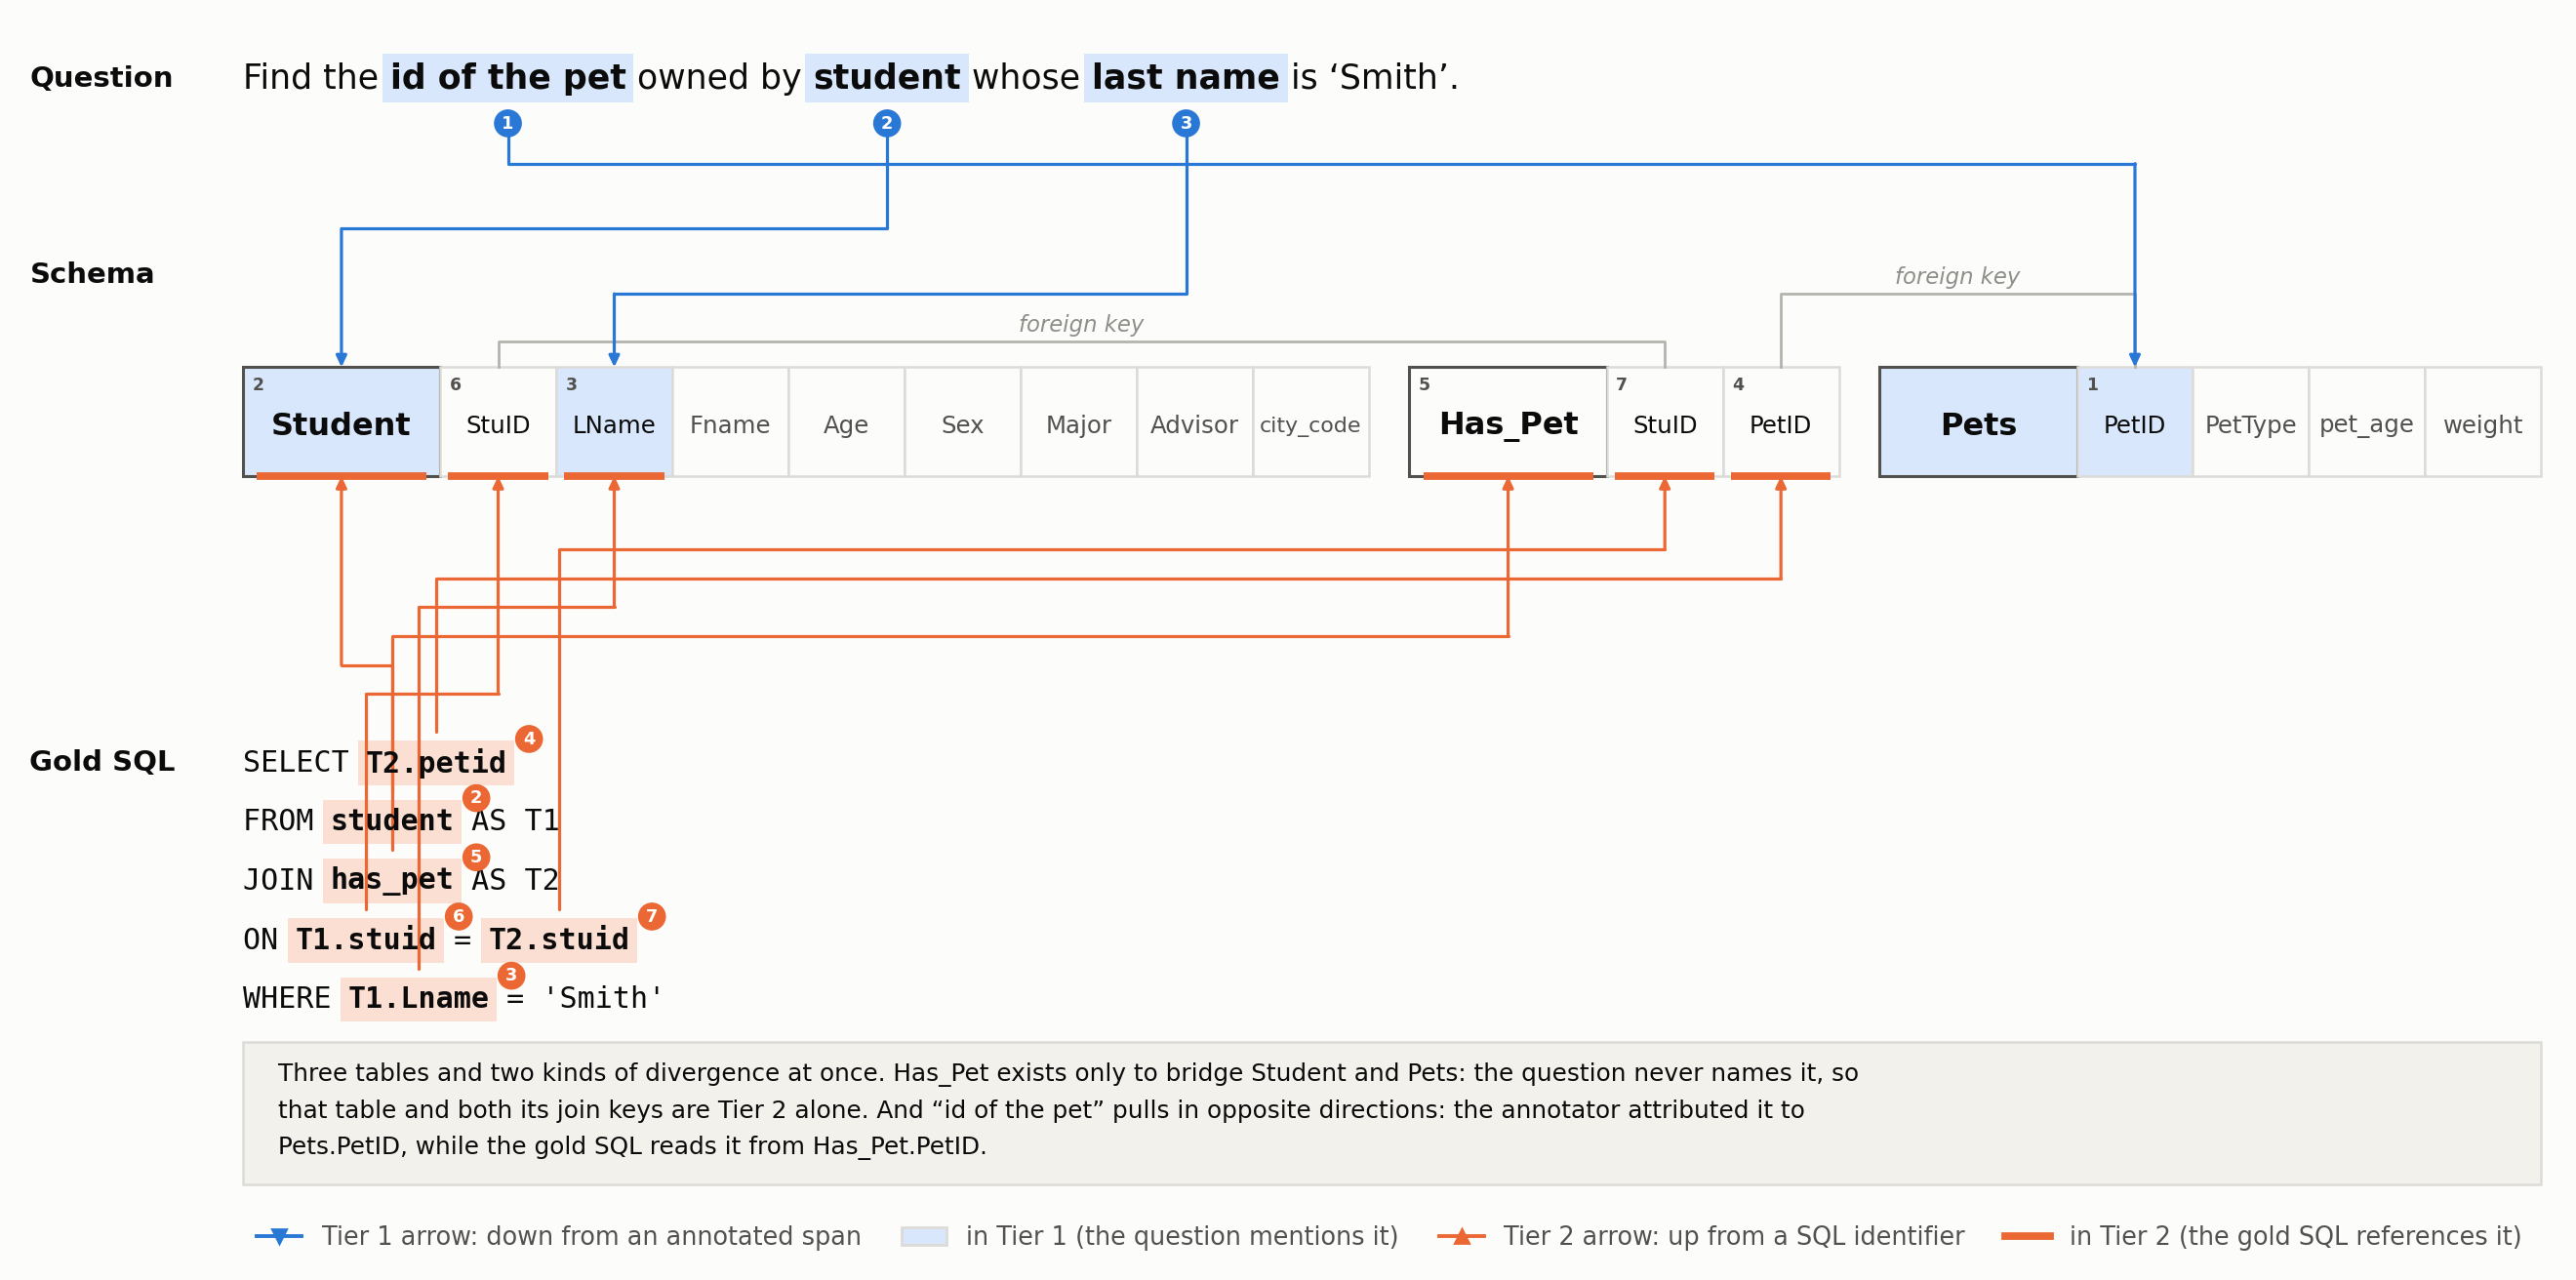 Question
Find the id of the pet owned by student whose last name is ‘Smith’.
1 2 3
Schema
foreign key
foreign key
2 Student 6 StuID 3 LName Fname Age Sex Major Advisor city_code
5 Has_Pet 7 StuID 4 PetID
Pets 1 PetID PetType pet_age weight
Gold SQL
SELECT T2.petid 4
FROM student 2 AS T1
JOIN has_pet 5 AS T2
ON T1.stuid 6 = T2.stuid 7
WHERE T1.Lname 3 = 'Smith'
Three tables and two kinds of divergence at once. Has_Pet exists only to bridge Student and Pets: the question never names it, so
that table and both its join keys are Tier 2 alone. And “id of the pet” pulls in opposite directions: the annotator attributed it to
Pets.PetID, while the gold SQL reads it from Has_Pet.PetID.
Tier 1 arrow: down from an annotated span
in Tier 1 (the question mentions it)
Tier 2 arrow: up from a SQL identifier
in Tier 2 (the gold SQL references it)